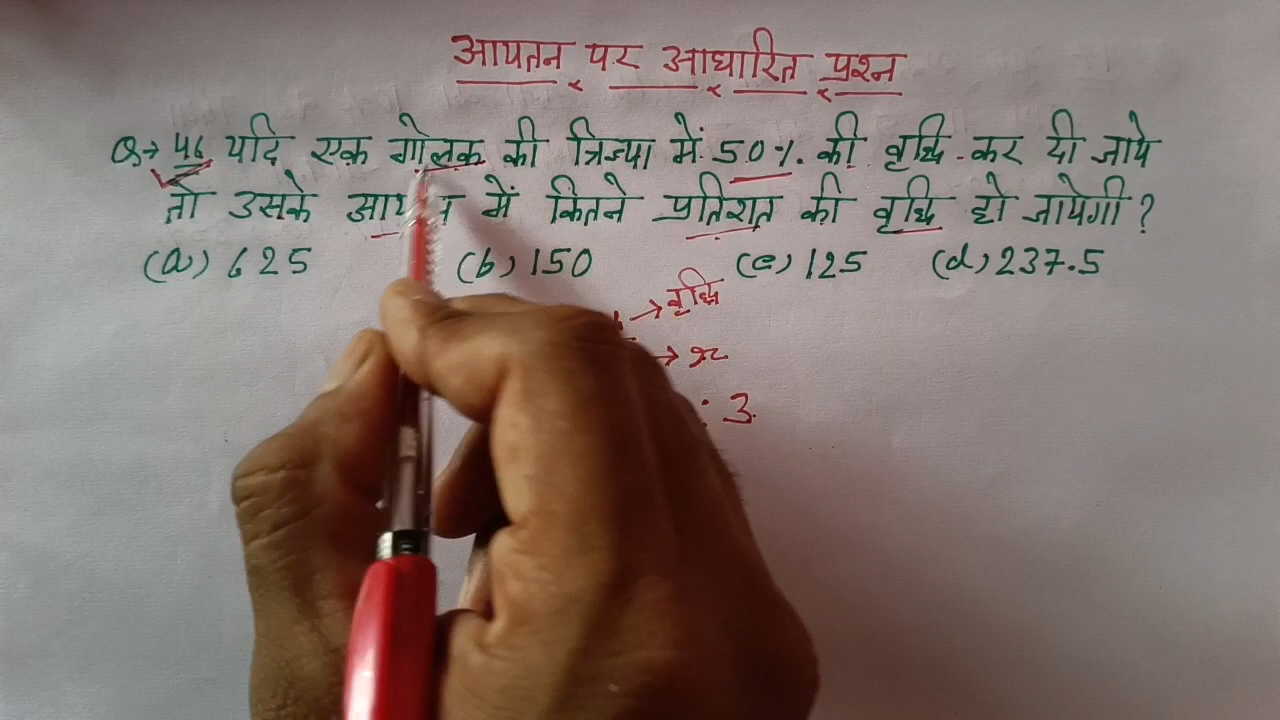 आयतन पर आधारित प्रश्न
Q→ 46 यदि एक गोलक की त्रिज्या में 50%. की वृद्धि कर दी जाये
तो उसके में कितने प्रतिशत की वृद्धि हो जायेगी ?
(a) 625 (b) 150 (c) 125 (d) 237.5
→ वृद्धि
→
: 3